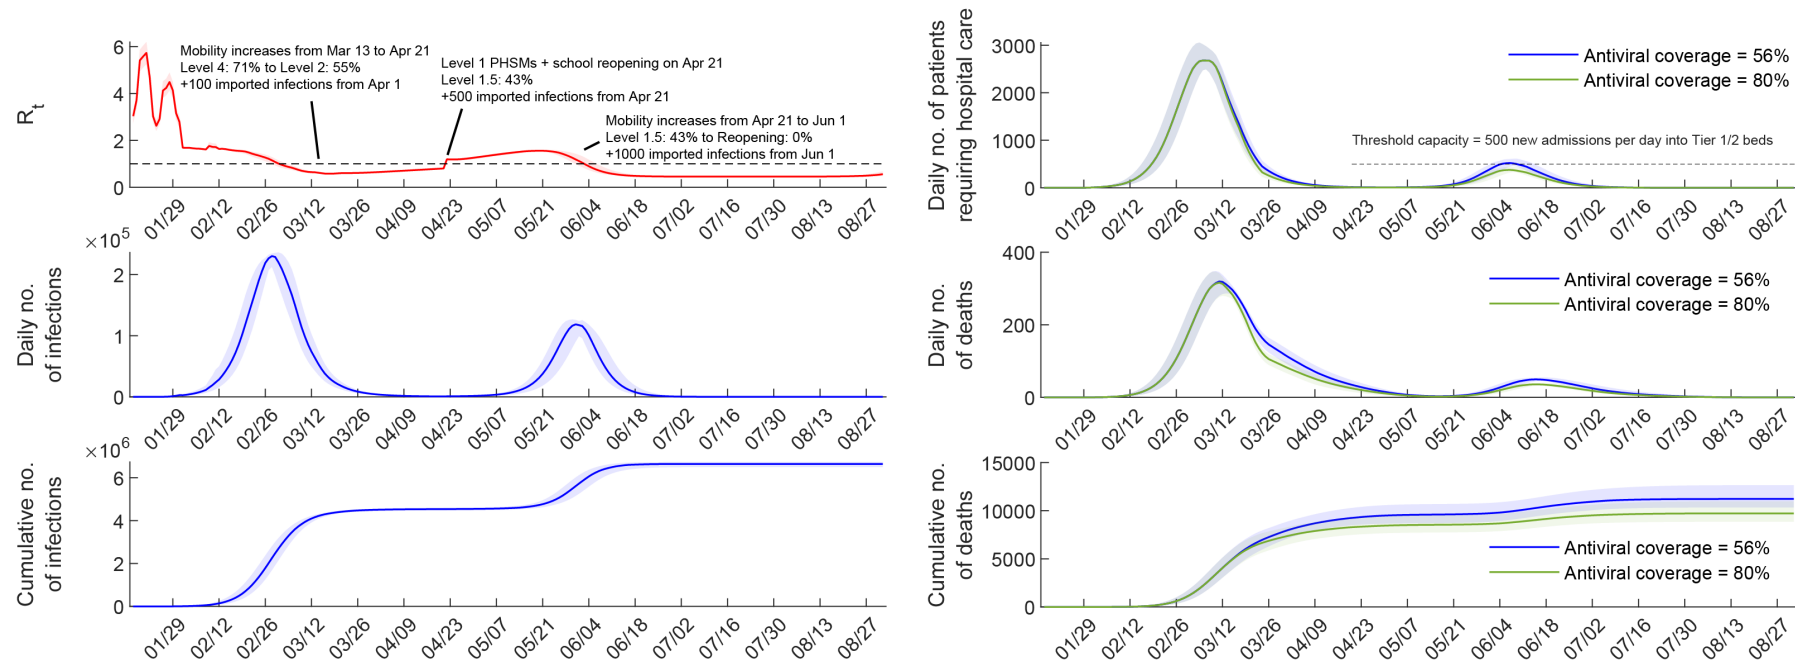 R_t
6
4
2
0
Mobility increases from Mar 13 to Apr 21
Level 4: 71% to Level 2: 55%
+100 imported infections from Apr 1
Level 1 PHSMs + school reopening on Apr 21
Level 1.5: 43%
+500 imported infections from Apr 21
Mobility increases from Apr 21 to Jun 1
Level 1.5: 43% to Reopening: 0%
+1000 imported infections from Jun 1
01/29 02/12 02/26 03/12 03/26 04/09 04/23 05/07 05/21 06/04 06/18 07/02 07/16 07/30 08/13 08/27
Daily no.
of infections
×10^5
2
1
0
01/29 02/12 02/26 03/12 03/26 04/09 04/23 05/07 05/21 06/04 06/18 07/02 07/16 07/30 08/13 08/27
Cumulative no.
of infections
×10^6
6
4
2
0
01/29 02/12 02/26 03/12 03/26 04/09 04/23 05/07 05/21 06/04 06/18 07/02 07/16 07/30 08/13 08/27
Daily no. of patients
requiring hospital care
3000
2000
1000
0
Antiviral coverage = 56%
Antiviral coverage = 80%
Threshold capacity = 500 new admissions per day into Tier 1/2 beds
01/29 02/12 02/26 03/12 03/26 04/09 04/23 05/07 05/21 06/04 06/18 07/02 07/16 07/30 08/13 08/27
Daily no.
of deaths
400
200
0
Antiviral coverage = 56%
Antiviral coverage = 80%
01/29 02/12 02/26 03/12 03/26 04/09 04/23 05/07 05/21 06/04 06/18 07/02 07/16 07/30 08/13 08/27
Cumulative no.
of deaths
15000
10000
5000
0
Antiviral coverage = 56%
Antiviral coverage = 80%
01/29 02/12 02/26 03/12 03/26 04/09 04/23 05/07 05/21 06/04 06/18 07/02 07/16 07/30 08/13 08/27